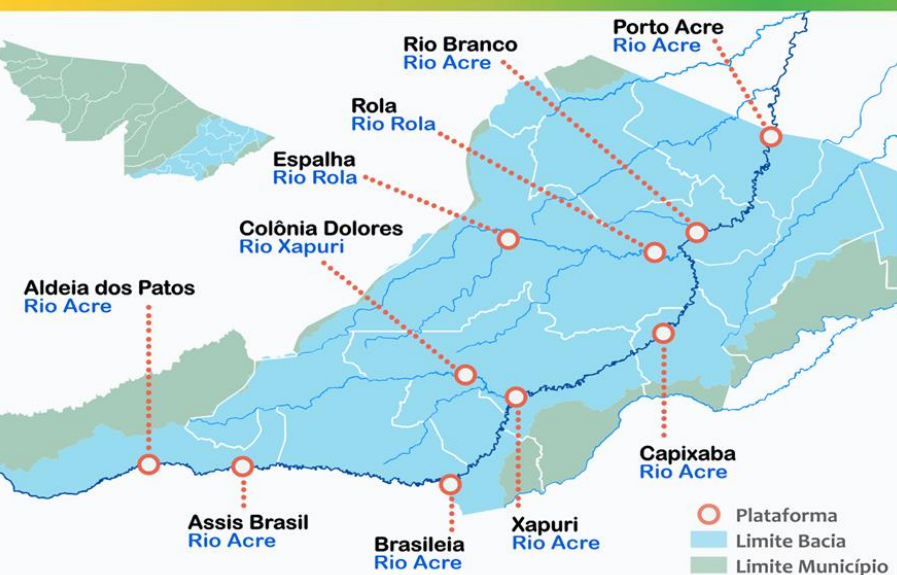 Porto Acre
Rio Acre
Rio Branco
Rio Acre
Rola
Rio Rola
Espalha
Rio Rola
Colônia Dolores
Rio Xapuri
Aldeia dos Patos
Rio Acre
Capixaba
Rio Acre
Assis Brasil
Rio Acre
Brasileia
Rio Acre
Xapuri
Rio Acre
Plataforma
Limite Bacia
Limite Município